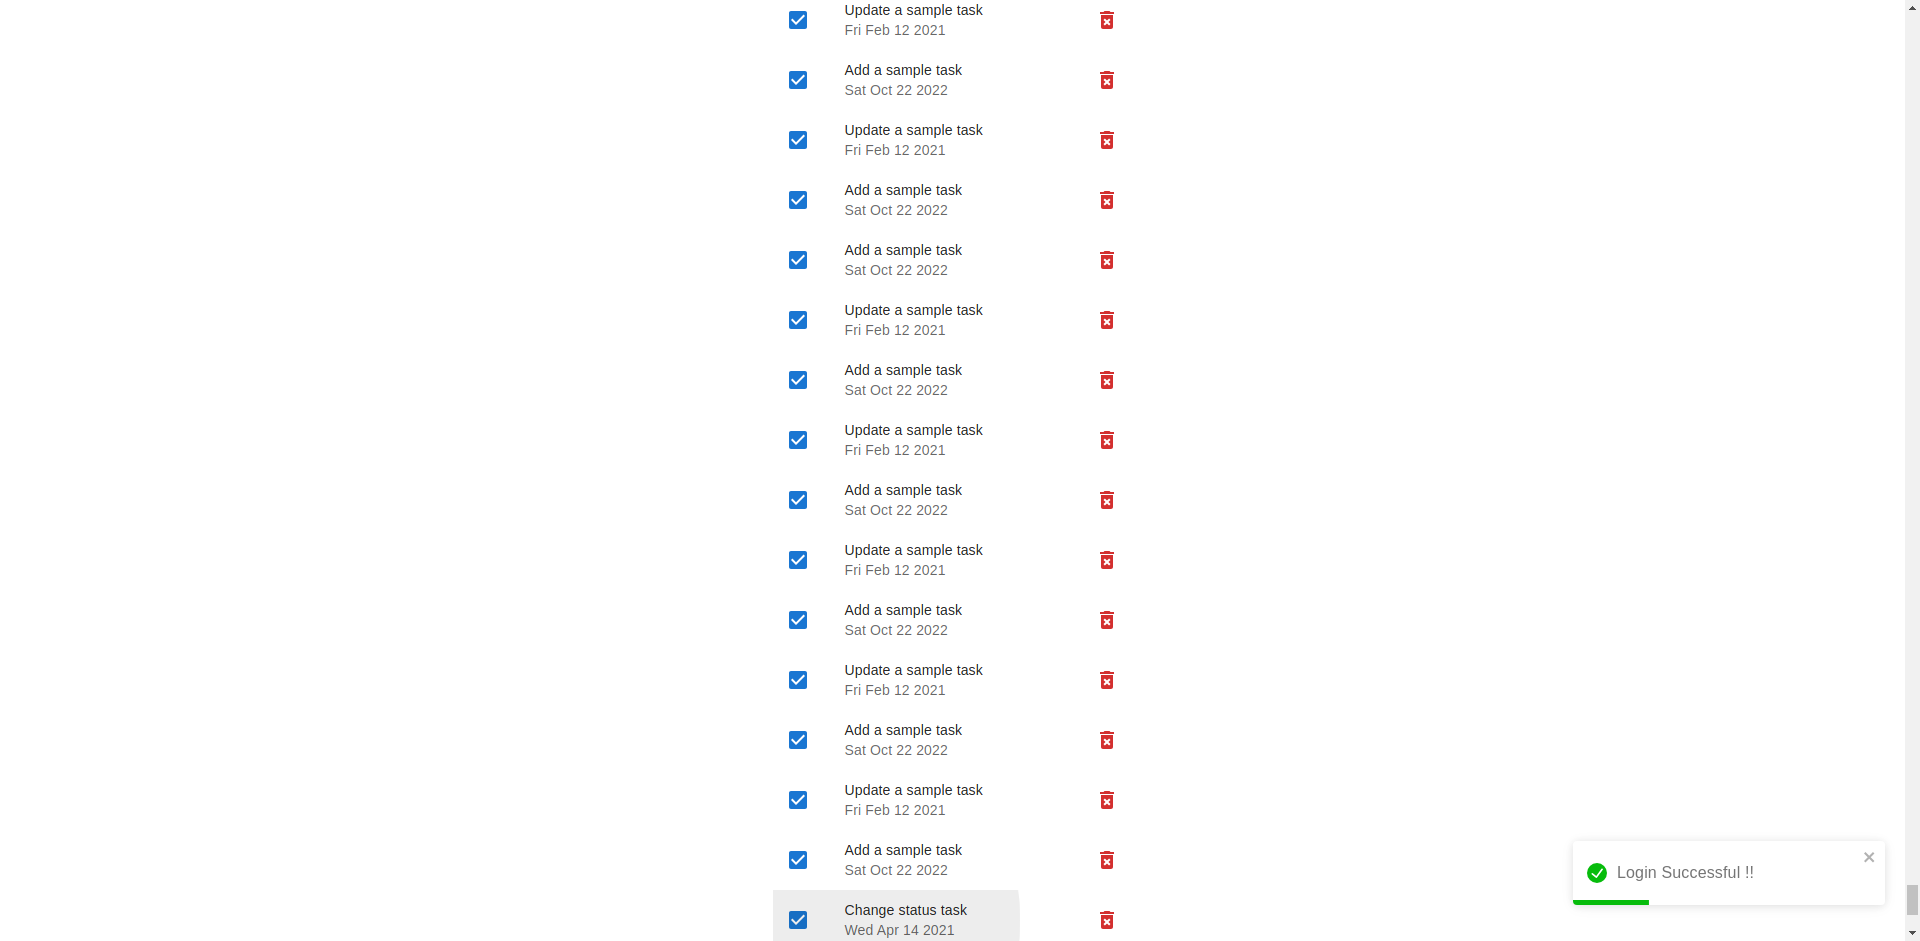 Update a sample task
Fri Feb 12 2021
Add a sample task
Sat Oct 22 2022
Update a sample task
Fri Feb 12 2021
Add a sample task
Sat Oct 22 2022
Add a sample task
Sat Oct 22 2022
Update a sample task
Fri Feb 12 2021
Add a sample task
Sat Oct 22 2022
Update a sample task
Fri Feb 12 2021
Add a sample task
Sat Oct 22 2022
Update a sample task
Fri Feb 12 2021
Add a sample task
Sat Oct 22 2022
Update a sample task
Fri Feb 12 2021
Add a sample task
Sat Oct 22 2022
Update a sample task
Fri Feb 12 2021
Add a sample task
Sat Oct 22 2022
Change status task
Wed Apr 14 2021
Login Successful !!